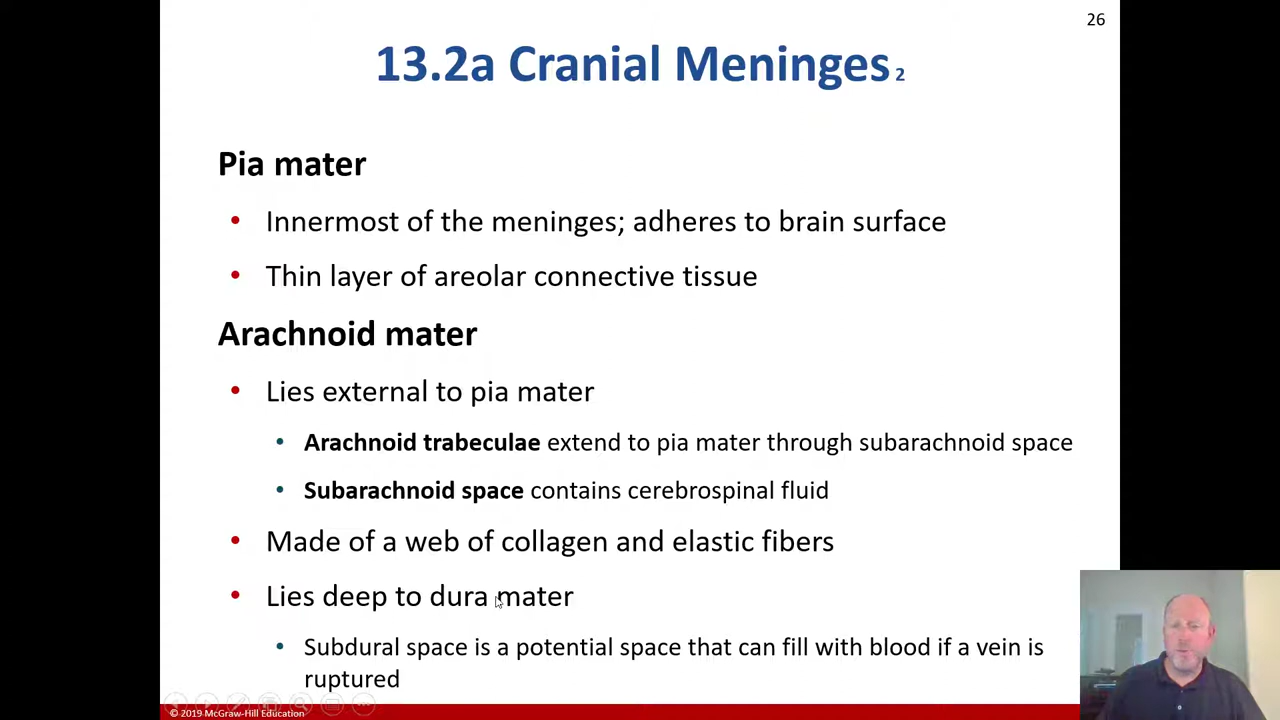 26
13.2a Cranial Meninges 2
Pia mater
• Innermost of the meninges; adheres to brain surface
• Thin layer of areolar connective tissue
Arachnoid mater
• Lies external to pia mater
• Arachnoid trabeculae extend to pia mater through subarachnoid space
• Subarachnoid space contains cerebrospinal fluid
• Made of a web of collagen and elastic fibers
• Lies deep to dura mater
• Subdural space is a potential space that can fill with blood if a vein is
ruptured
© 2019 McGraw-Hill Education